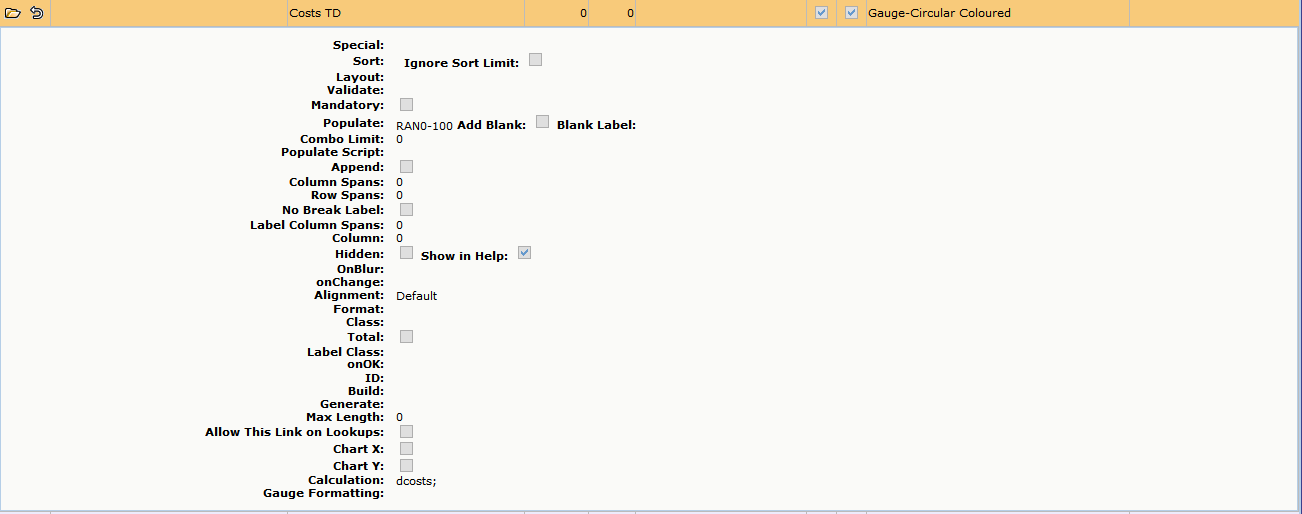 Costs TD 0 0 Gauge-Circular Coloured
Special:
Sort: Ignore Sort Limit:
Layout:
Validate:
Mandatory:
Populate: RAN0-100 Add Blank: Blank Label:
Combo Limit: 0
Populate Script:
Append:
Column Spans: 0
Row Spans: 0
No Break Label:
Label Column Spans: 0
Column: 0
Hidden: Show in Help:
OnBlur:
onChange:
Alignment: Default
Format:
Class:
Total:
Label Class:
onOK:
ID:
Build:
Generate:
Max Length: 0
Allow This Link on Lookups:
Chart X:
Chart Y:
Calculation: dcosts;
Gauge Formatting: